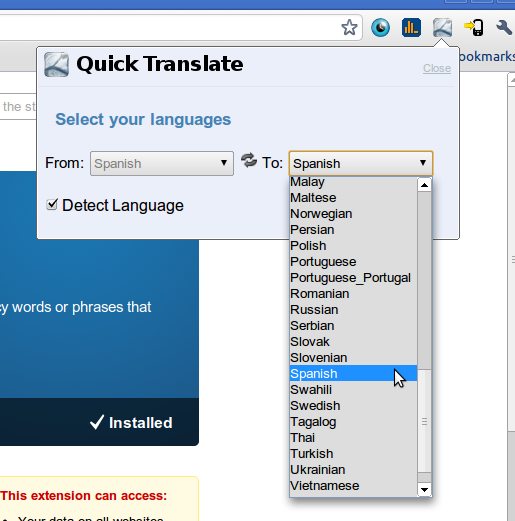 ookmarks
Quick Translate
Close
the st
Select your languages
From: Spanish To: Spanish
Detect Language
Malay
Maltese
Norwegian
Persian
Polish
Portuguese
Portuguese_Portugal
Romanian
Russian
Serbian
Slovak
Slovenian
Spanish
Swahili
Swedish
Tagalog
Thai
Turkish
Ukrainian
Vietnamese
cy words or phrases that
Installed
This extension can access:
• Your data on all websites